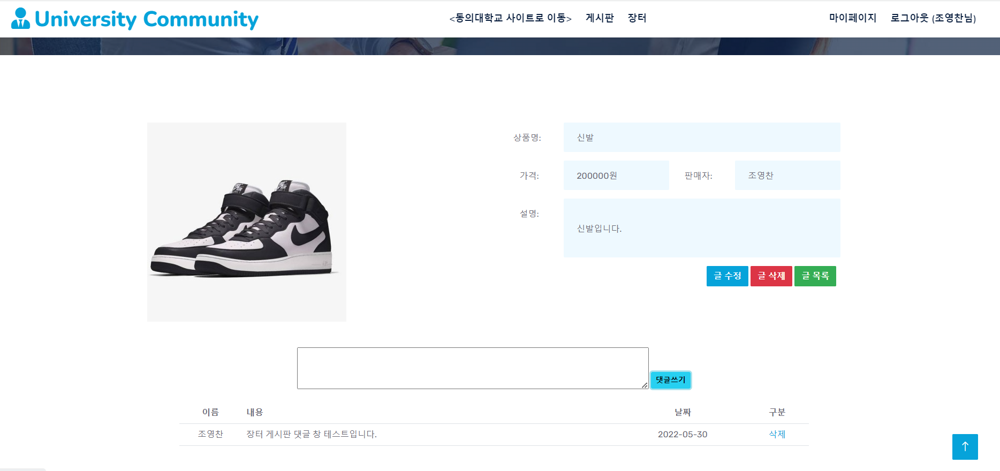 University Community
<동의대학교 사이트로 이동> 게시판 장터
마이페이지 로그아웃 (조영찬님)
상품명: 신발
가격: 200000원 판매자: 조영찬
설명: 신발입니다.
글 수정 글 삭제 글 목록
댓글쓰기
이름 내용 날짜 구분
조영찬 장터 게시판 댓글 창 테스트입니다. 2022-05-30 삭제